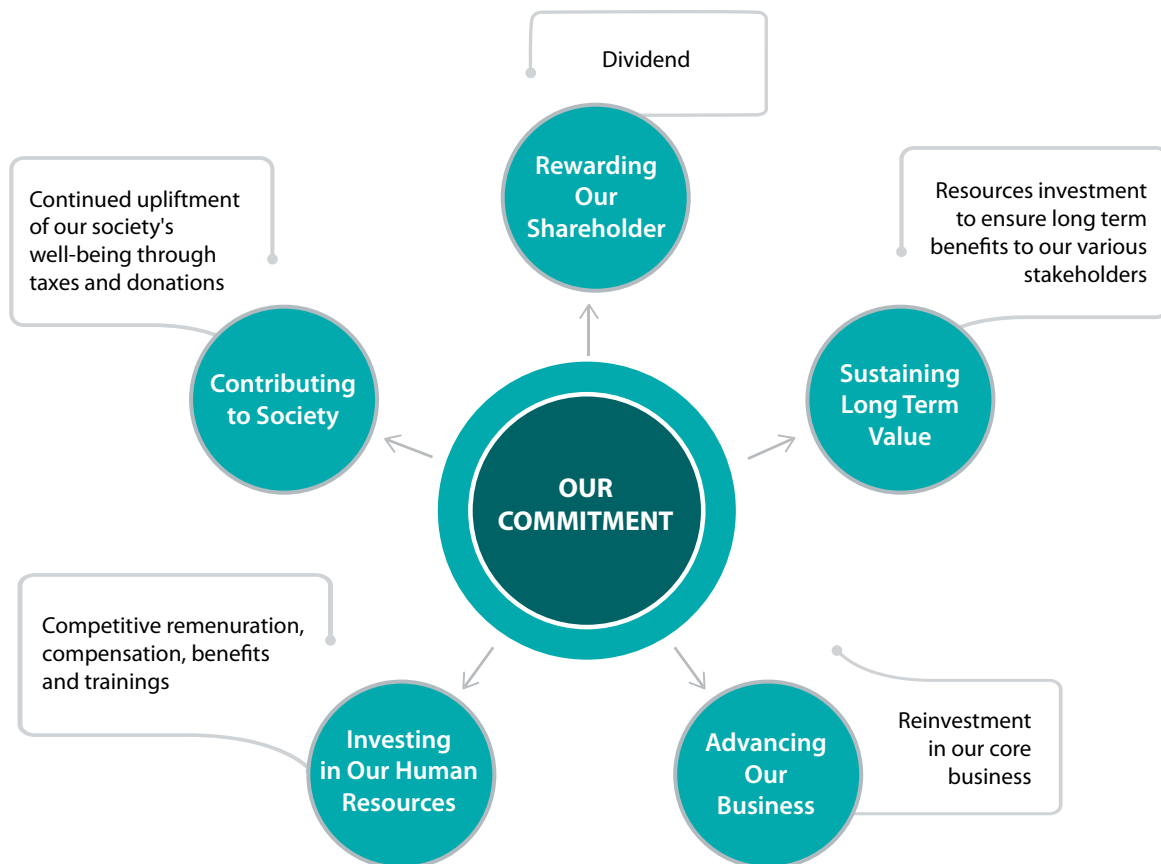 Dividend
Rewarding
Our
Shareholder
Continued upliftment
of our society's
well-being through
taxes and donations
Contributing
to Society
Resources investment
to ensure long term
benefits to our various
stakeholders
Sustaining
Long Term
Value
OUR
COMMITMENT
Competitive remenuration,
compensation, benefits
and trainings
Investing
in Our Human
Resources
Advancing
Our
Business
Reinvestment
in our core
business